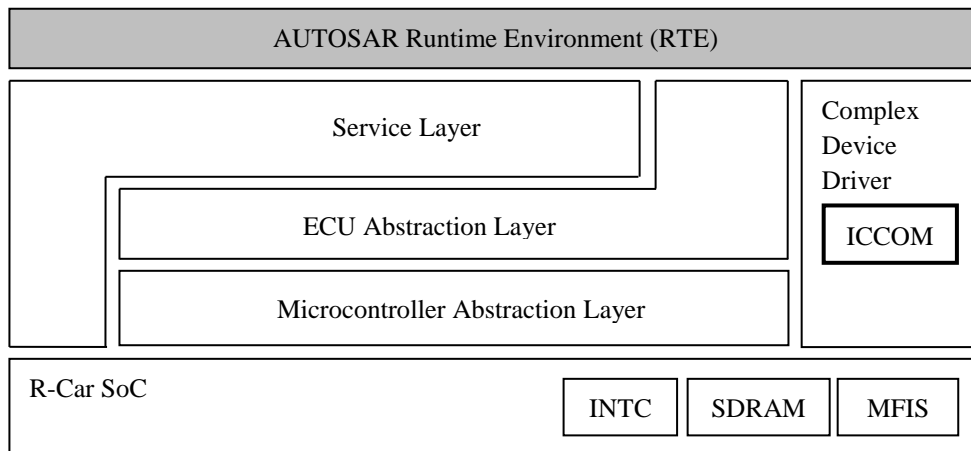 AUTOSAR Runtime Environment (RTE)
Service Layer
Complex
Device
Driver
ICCOM
ECU Abstraction Layer
Microcontroller Abstraction Layer
R-Car SoC
INTC
SDRAM
MFIS